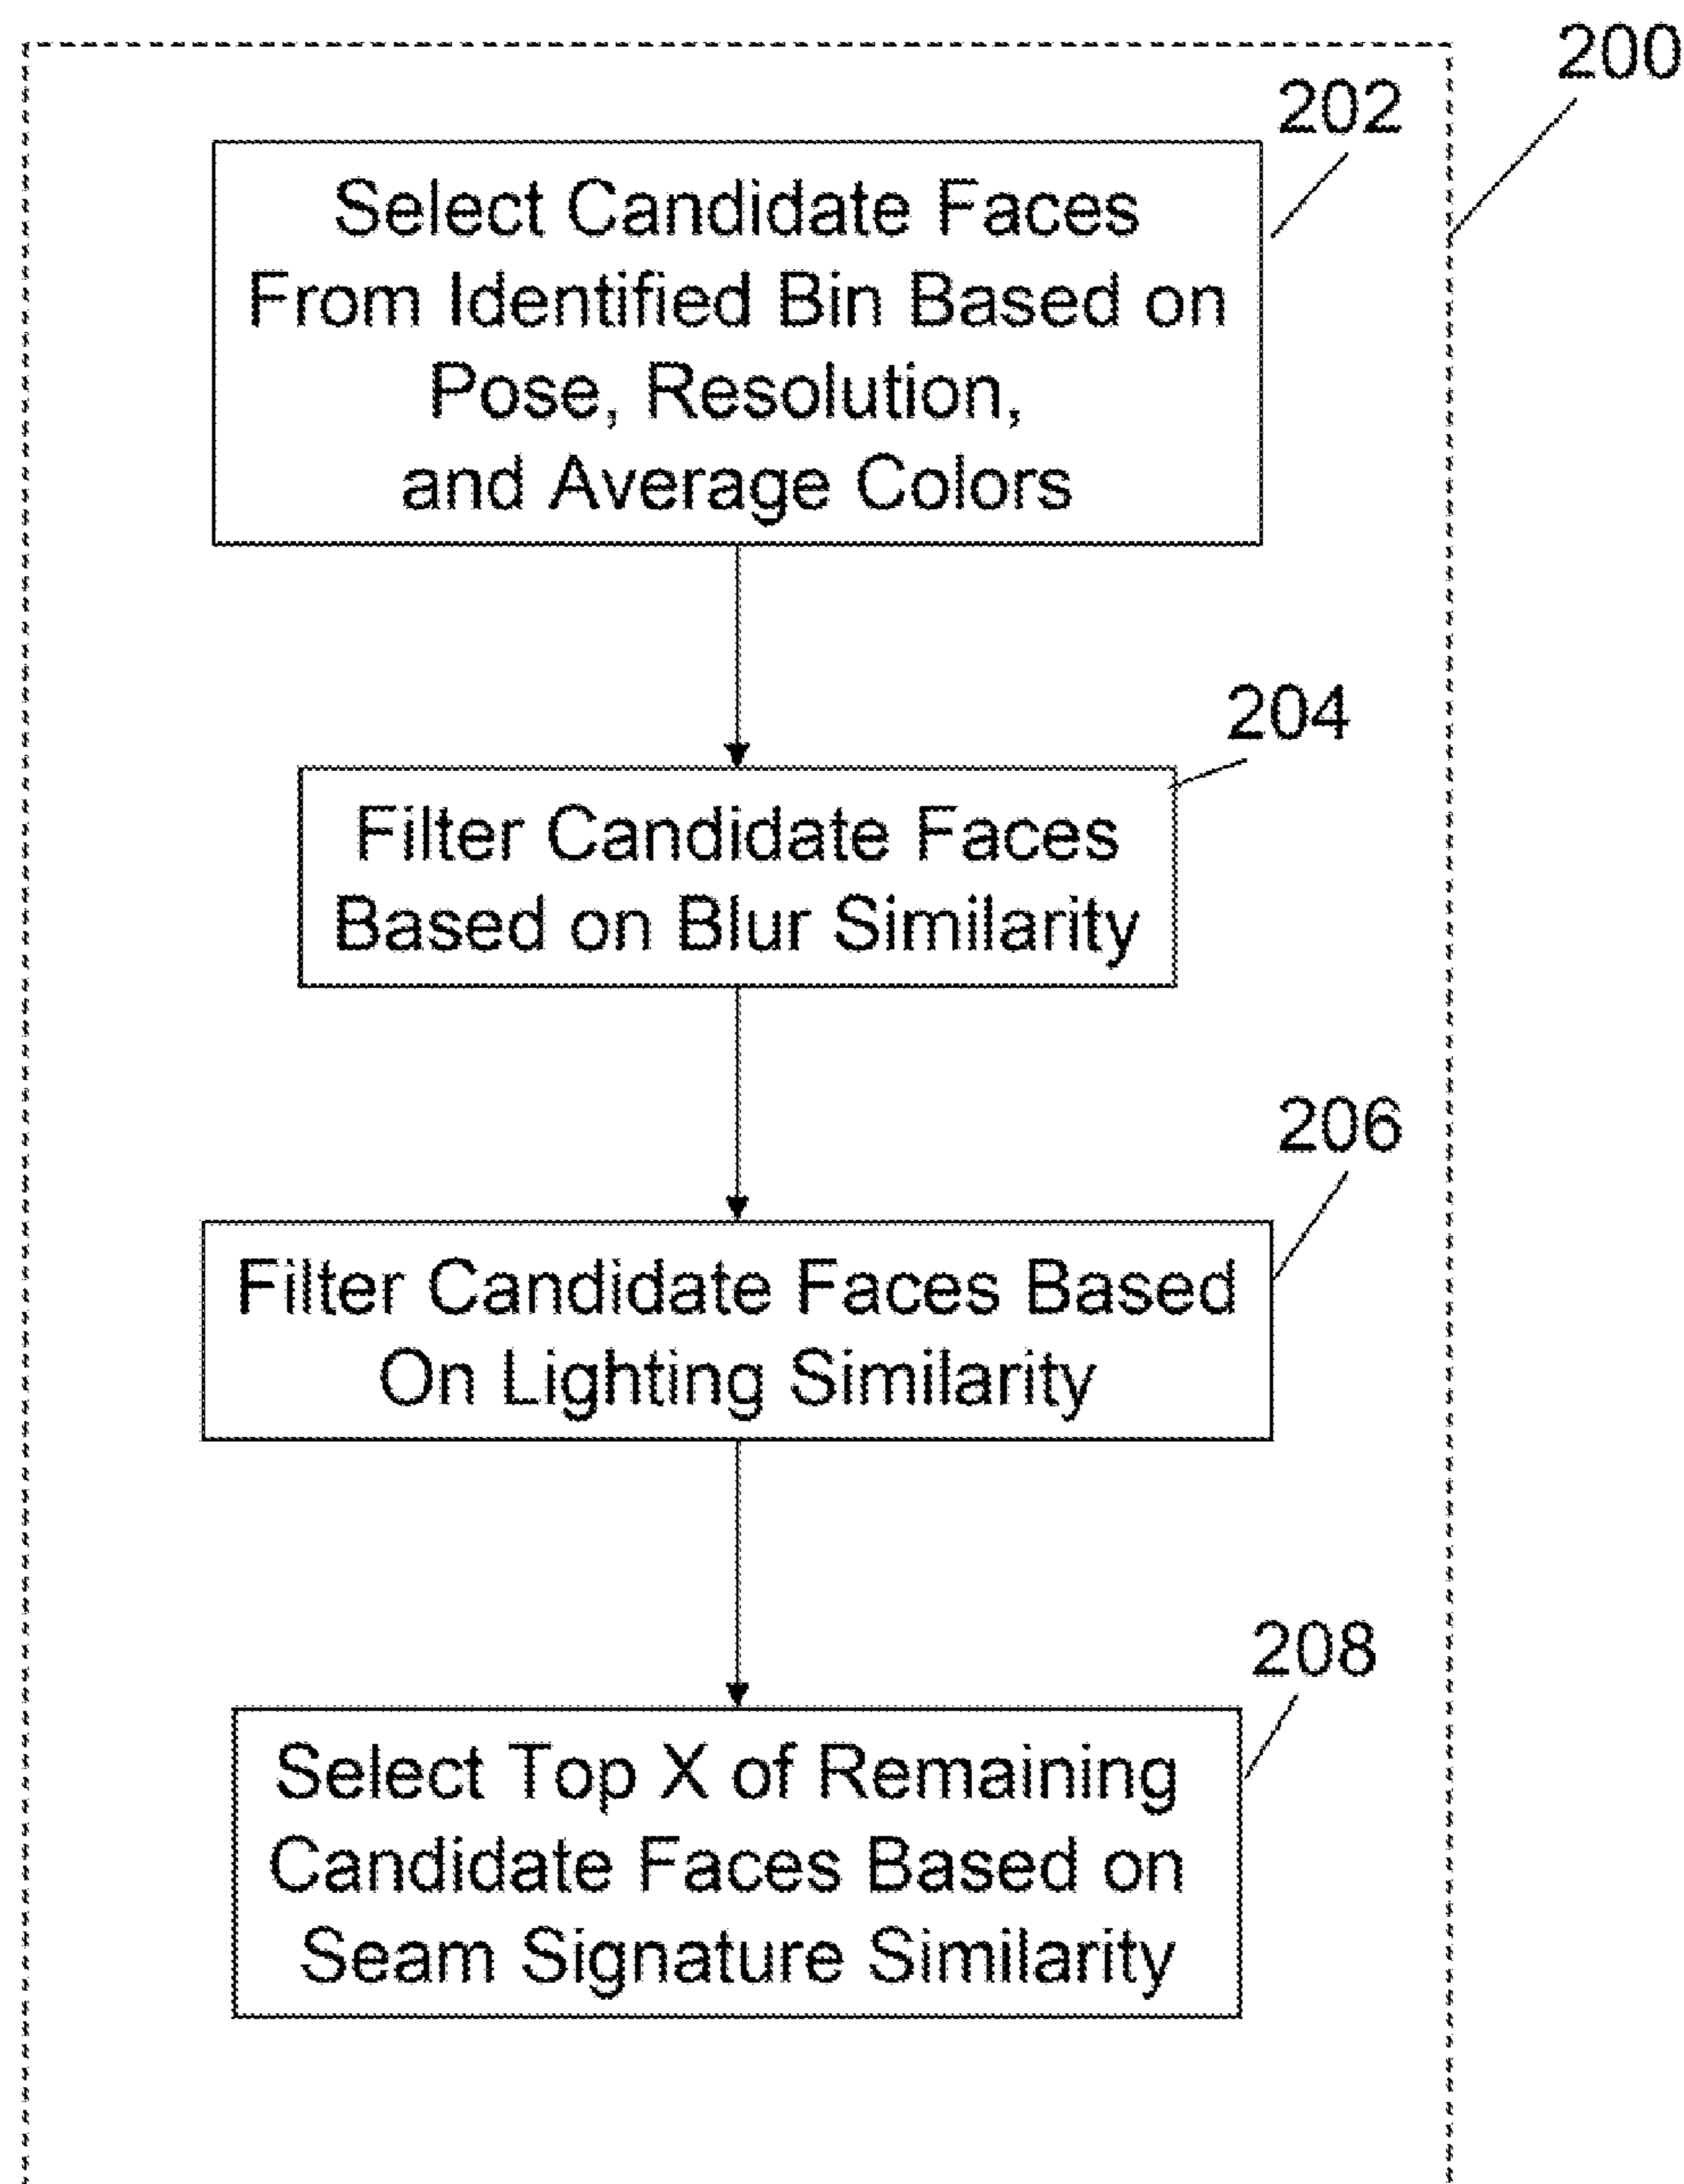 200
202
Select Candidate Faces
From Identified Bin Based on
Pose, Resolution,
and Average Colors
204
Filter Candidate Faces
Based on Blur Similarity
206
Filter Candidate Faces Based
On Lighting Similarity
208
Select Top X of Remaining
Candidate Faces Based on
Seam Signature Similarity